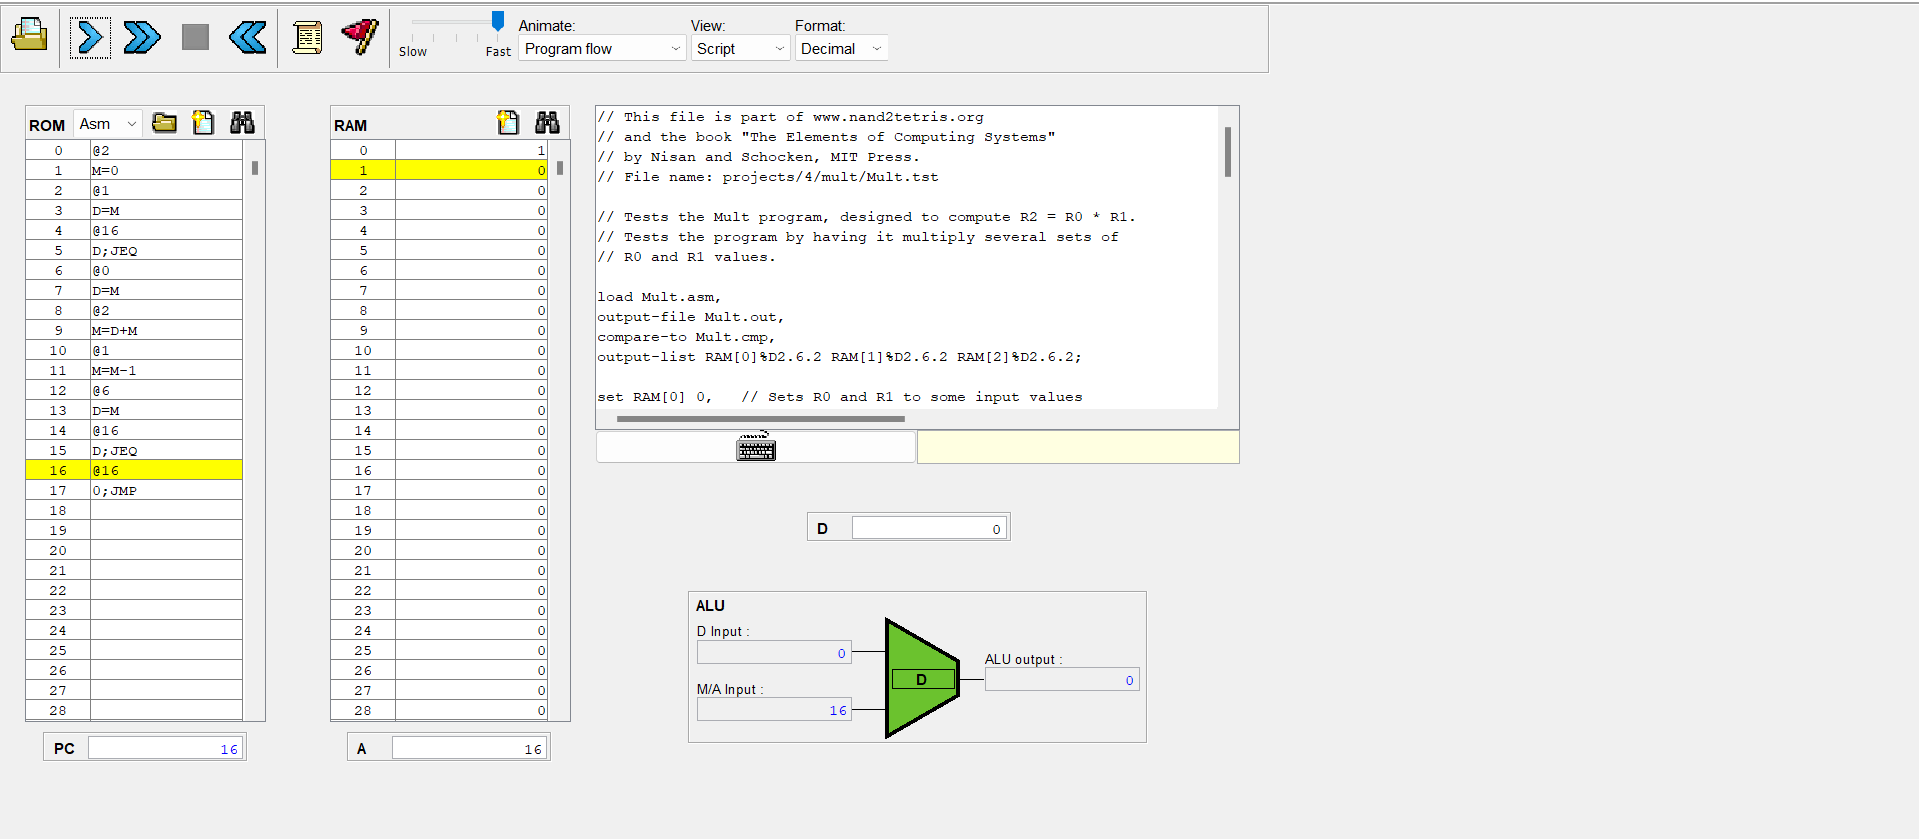 Slow
Fast
Animate:
Program flow
View:
Script
Format:
Decimal
ROM
Asm
0 @2
1 M=0
2 @1
3 D=M
4 @16
5 D;JEQ
6 @0
7 D=M
8 @2
9 M=D+M
10 @1
11 M=M-1
12 @6
13 D=M
14 @16
15 D;JEQ
16 @16
17 0;JMP
18
19
20
21
22
23
24
25
26
27
28
PC 16
RAM
0 1
1 0
2 0
3 0
4 0
5 0
6 0
7 0
8 0
9 0
10 0
11 0
12 0
13 0
14 0
15 0
16 0
17 0
18 0
19 0
20 0
21 0
22 0
23 0
24 0
25 0
26 0
27 0
28 0
A 16
// This file is part of www.nand2tetris.org
// and the book "The Elements of Computing Systems"
// by Nisan and Schocken, MIT Press.
// File name: projects/4/mult/Mult.tst
// Tests the Mult program, designed to compute R2 = R0 * R1.
// Tests the program by having it multiply several sets of
// R0 and R1 values.
load Mult.asm,
output-file Mult.out,
compare-to Mult.cmp,
output-list RAM[0]%D2.6.2 RAM[1]%D2.6.2 RAM[2]%D2.6.2;
set RAM[0] 0,   // Sets R0 and R1 to some input values
D 0
ALU
D Input :
0
M/A Input :
16
D
ALU output :
0